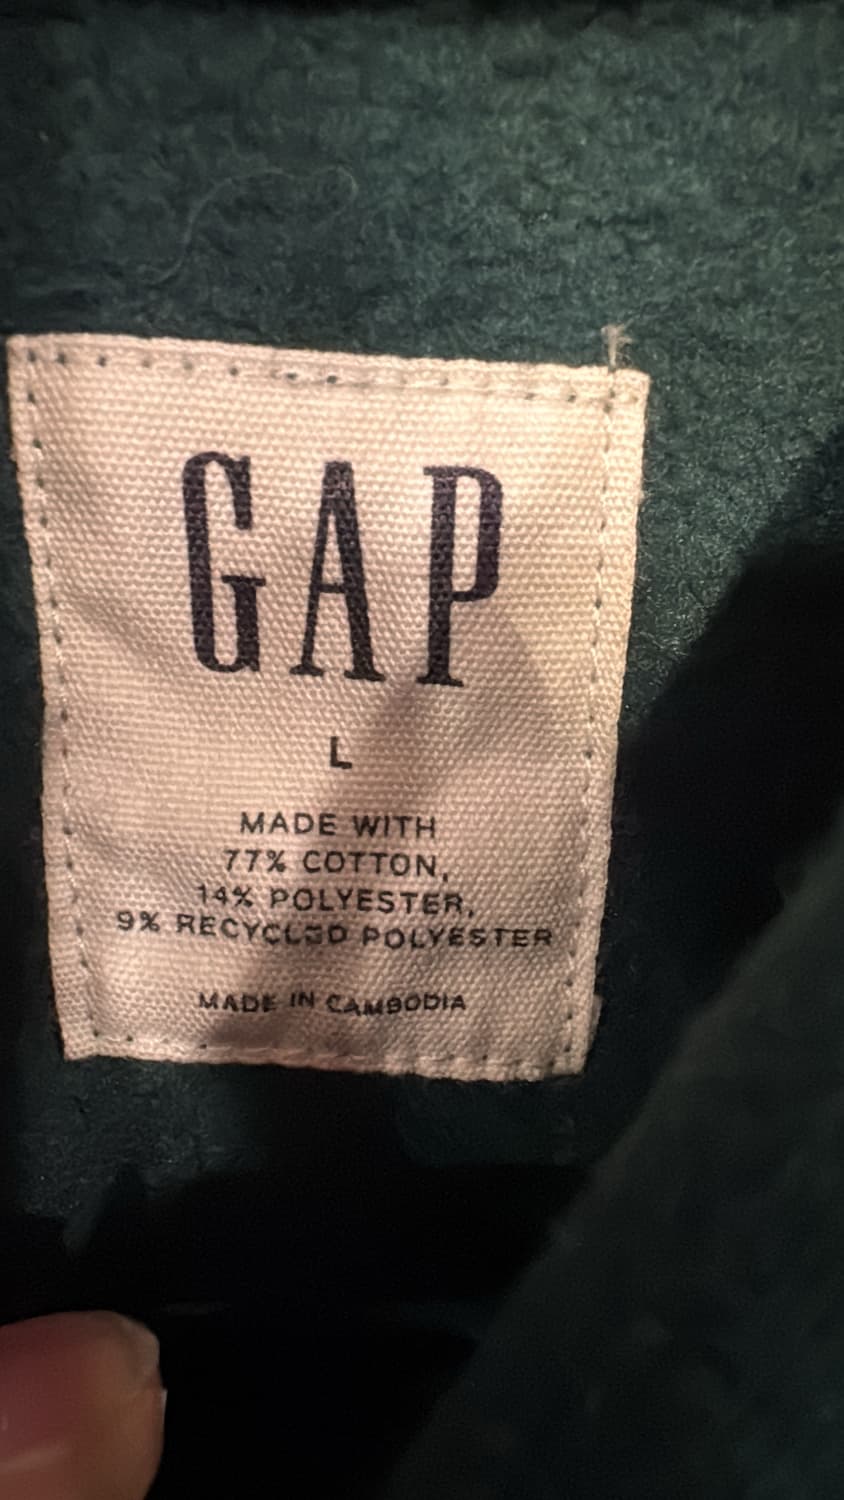 GAP
L
MADE WITH
77% COTTON,
14% POLYESTER,
9% RECYCLED POLYESTER
MADE IN CAMBODIA